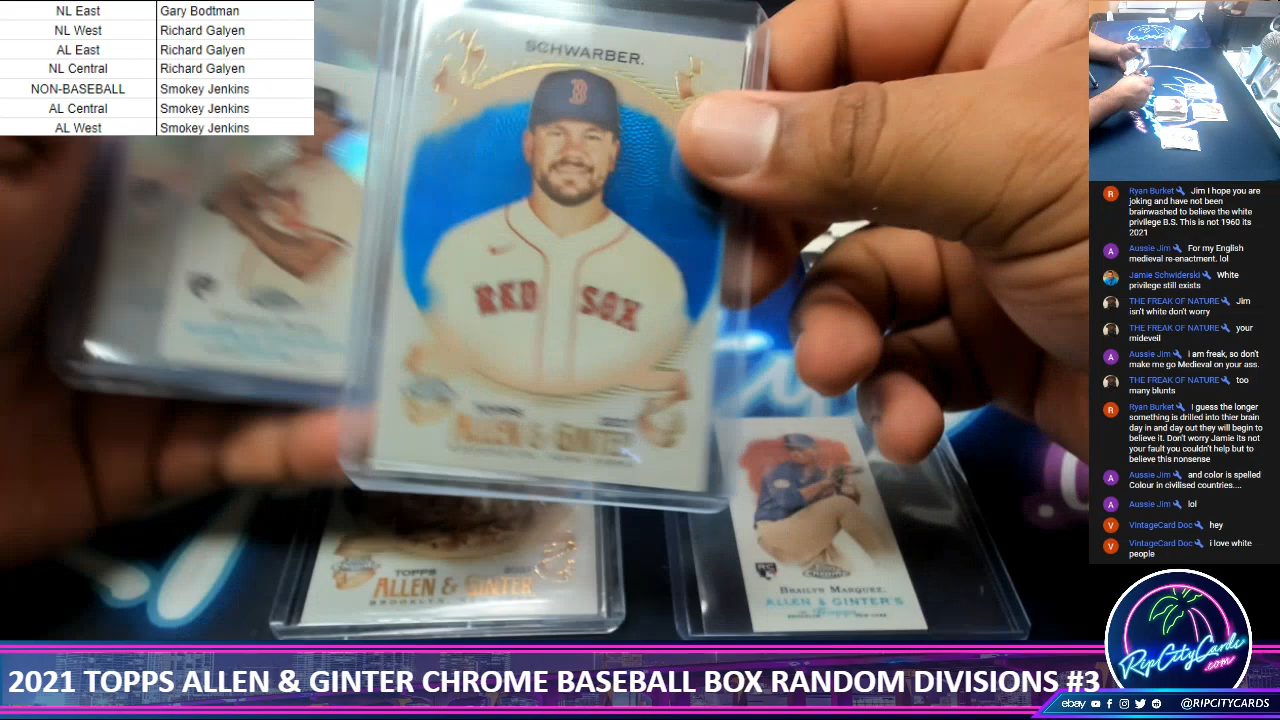 NL East Gary Bodtman
NL West Richard Galyen
AL East Richard Galyen
NL Central Richard Galyen
NON-BASEBALL Smokey Jenkins
AL Central Smokey Jenkins
AL West Smokey Jenkins
SCHWARBER.
B
RED SOX
TOPPS
ALLEN & GINTER
TOPPS
ALLEN & GINTER
BROOKLYN
RC
BRAILYN MARQUEZ.
ALLEN & GINTER'S
Ryan Burket Jim I hope you are
joking and have not been
brainwashed to believe the white
privilege B.S. This is not 1960 its
2021
Aussie Jim For my English
medieval re-enactment. lol
Jamie Schwiderski White
privilege still exists
THE FREAK OF NATURE Jim
isn't white don't worry
THE FREAK OF NATURE your
mideveil
Aussie Jim i am freak, so don't
make me go Medieval on your ass.
THE FREAK OF NATURE too
many blunts
Ryan Burket I guess the longer
something is drilled into thier brain
day in and day out they will begin to
believe it. Don't worry Jamie its not
your fault you couldn't help but to
believe this nonsense
Aussie Jim and color is spelled
Colour in civilised countries....
Aussie Jim lol
VintageCard Doc hey
VintageCard Doc i love white
people
RipCityCards
.com
2021 TOPPS ALLEN & GINTER CHROME BASEBALL BOX RANDOM DIVISIONS #3
ebay @RIPCITYCARDS